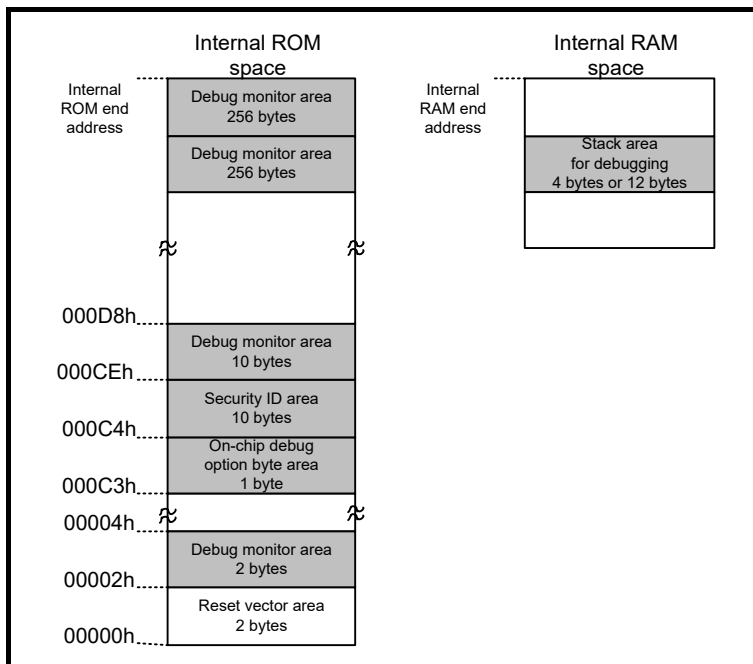 Internal ROM
space
Internal
ROM end
address
Debug monitor area
256 bytes
Debug monitor area
256 bytes
000D8h
Debug monitor area
10 bytes
000CEh
Security ID area
10 bytes
000C4h
On-chip debug
option byte area
1 byte
000C3h
00004h
Debug monitor area
2 bytes
00002h
Reset vector area
2 bytes
00000h
Internal RAM
space
Internal
RAM end
address
Stack area
for debugging
4 bytes or 12 bytes